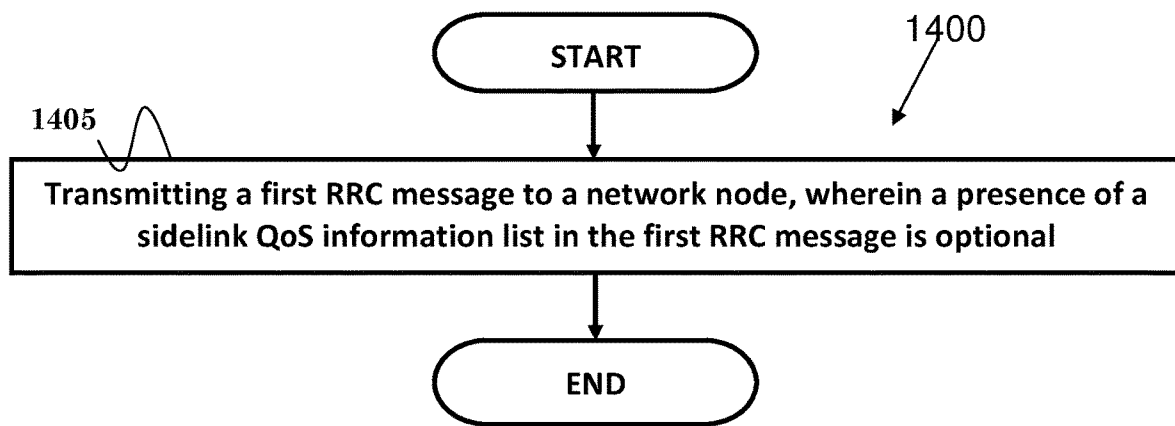 START
1400
1405
Transmitting a first RRC message to a network node, wherein a presence of a
sidelink QoS information list in the first RRC message is optional
END